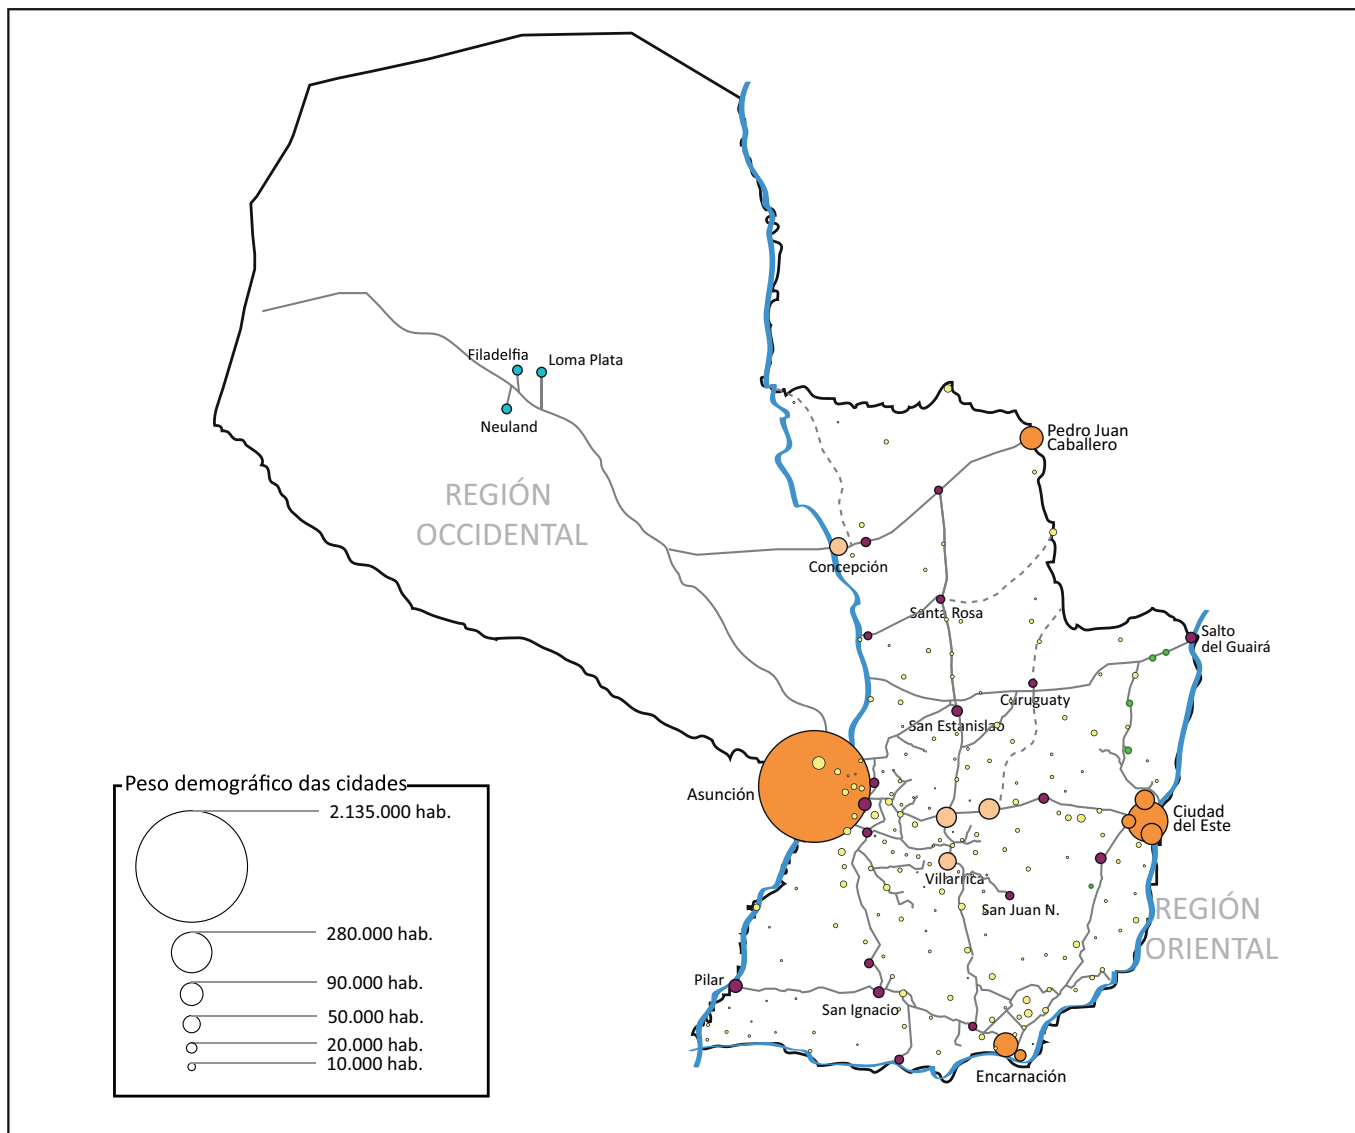 Filadelfia
Loma Plata
Neuland
REGIÓN
OCCIDENTAL
Pedro Juan
Caballero
Concepción
Santa Rosa
Salto
del Guairá
Curuguaty
San Estanislao
Asunción
Ciudad
del Este
Villarrica
San Juan N.
REGIÓN
ORIENTAL
Pilar
San Ignacio
Encarnación
Peso demográfico das cidades
2.135.000 hab.
280.000 hab.
90.000 hab.
50.000 hab.
20.000 hab.
10.000 hab.